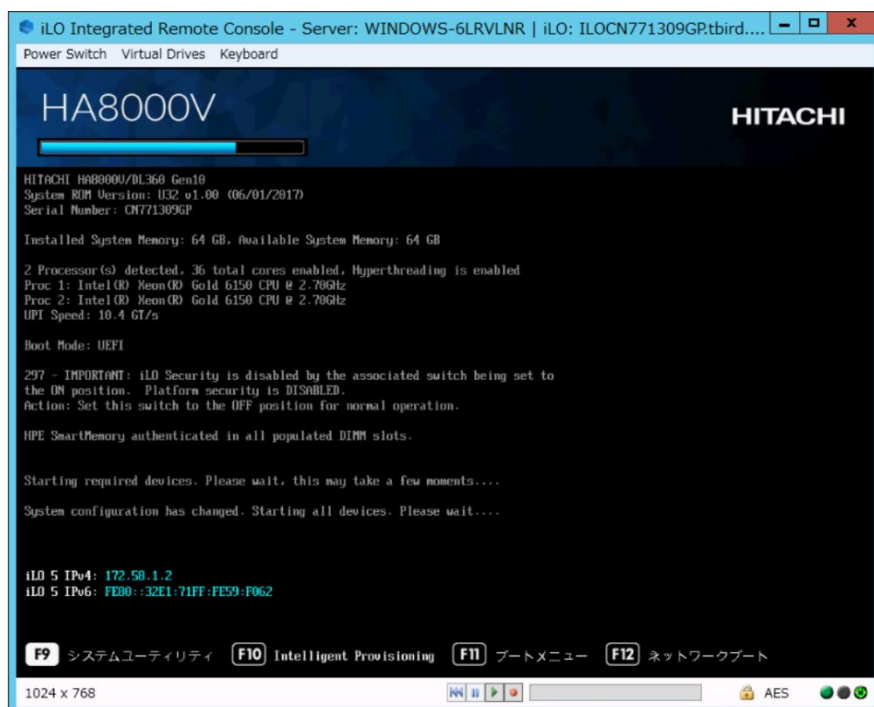 iLO Integrated Remote Console - Server: WINDOWS-6LRVLNR | iLO: ILOCN771309GP.tbird....
Power Switch Virtual Drives Keyboard
HA8000V
HITACHI
HITACHI HA8000V/DL360 Gen10
System ROM Version: U32 v1.00 (06/01/2017)
Serial Number: CN771309GP
Installed System Memory: 64 GB, Available System Memory: 64 GB
2 Processor(s) detected, 36 total cores enabled, Hyperthreading is enabled
Proc 1: Intel(R) Xeon(R) Gold 6150 CPU @ 2.70GHz
Proc 2: Intel(R) Xeon(R) Gold 6150 CPU @ 2.70GHz
UPI Speed: 10.4 GT/s
Boot Mode: UEFI
297 - IMPORTANT: iLO Security is disabled by the associated switch being set to
the ON position. Platform security is DISABLED.
Action: Set this switch to the OFF position for normal operation.
HPE SmartMemory authenticated in all populated DIMM slots.
Starting required devices. Please wait, this may take a few moments....
System configuration has changed. Starting all devices. Please wait....
iLO 5 IPv4: 172.58.1.2
iLO 5 IPv6: FE80::32E1:71FF:FE59:F062
F9 システムユーティリティ F10 Intelligent Provisioning F11 ブートメニュー F12 ネットワークブート
1024 x 768 AES